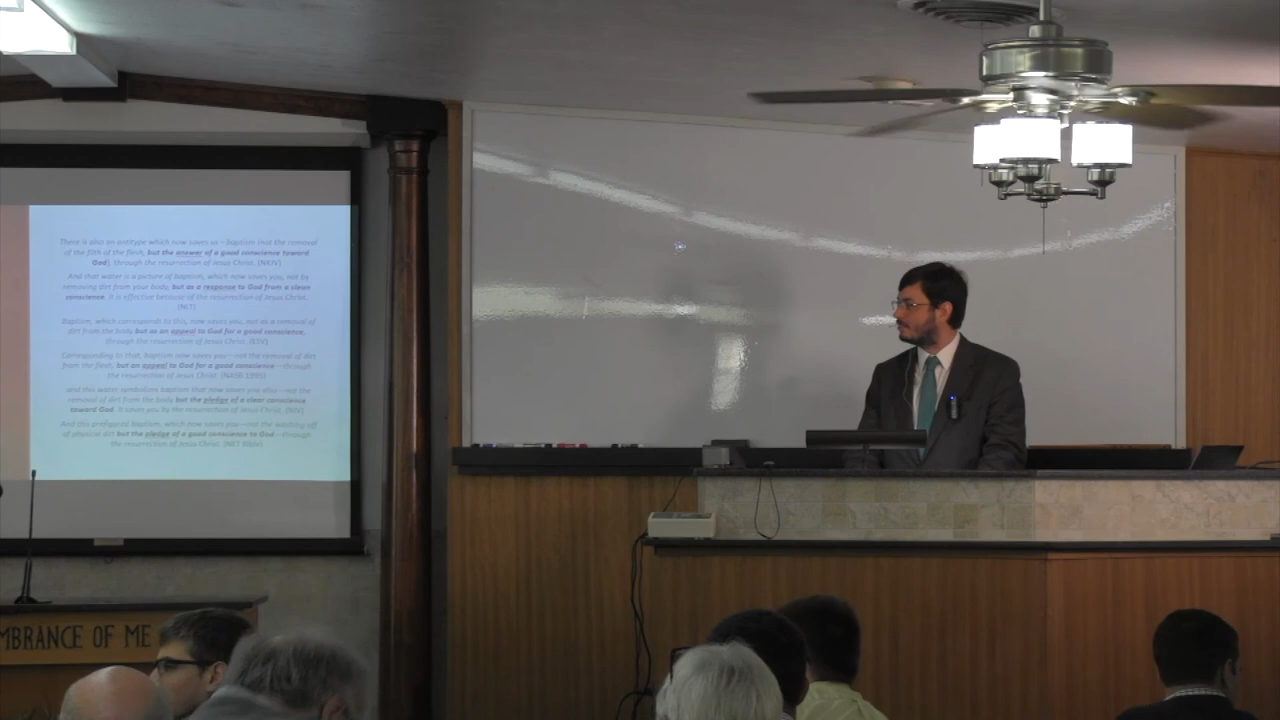 There is also an antitype which now saves us—baptism (not the removal
of the filth of the flesh, but the answer of a good conscience toward
God), through the resurrection of Jesus Christ. (NKJV)
And that water is a picture of baptism, which now saves you, not by
removing dirt from your body, but as a response to God from a clean
conscience. It is effective because of the resurrection of Jesus Christ.
(NLT)
Baptism, which corresponds to this, now saves you, not as a removal of
dirt from the body but as an appeal to God for a good conscience,
through the resurrection of Jesus Christ. (ESV)
Corresponding to that, baptism now saves you—not the removal of dirt
from the flesh, but an appeal to God for a good conscience—through
the resurrection of Jesus Christ. (NASB 1995)
and this water symbolizes baptism that now saves you also—not the
removal of dirt from the body but the pledge of a clear conscience
toward God. It saves you by the resurrection of Jesus Christ. (NIV)
And this prefigured baptism, which now saves you—not the washing off
of physical dirt but the pledge of a good conscience to God—through
the resurrection of Jesus Christ. (NET Bible)
MBRANCE OF ME